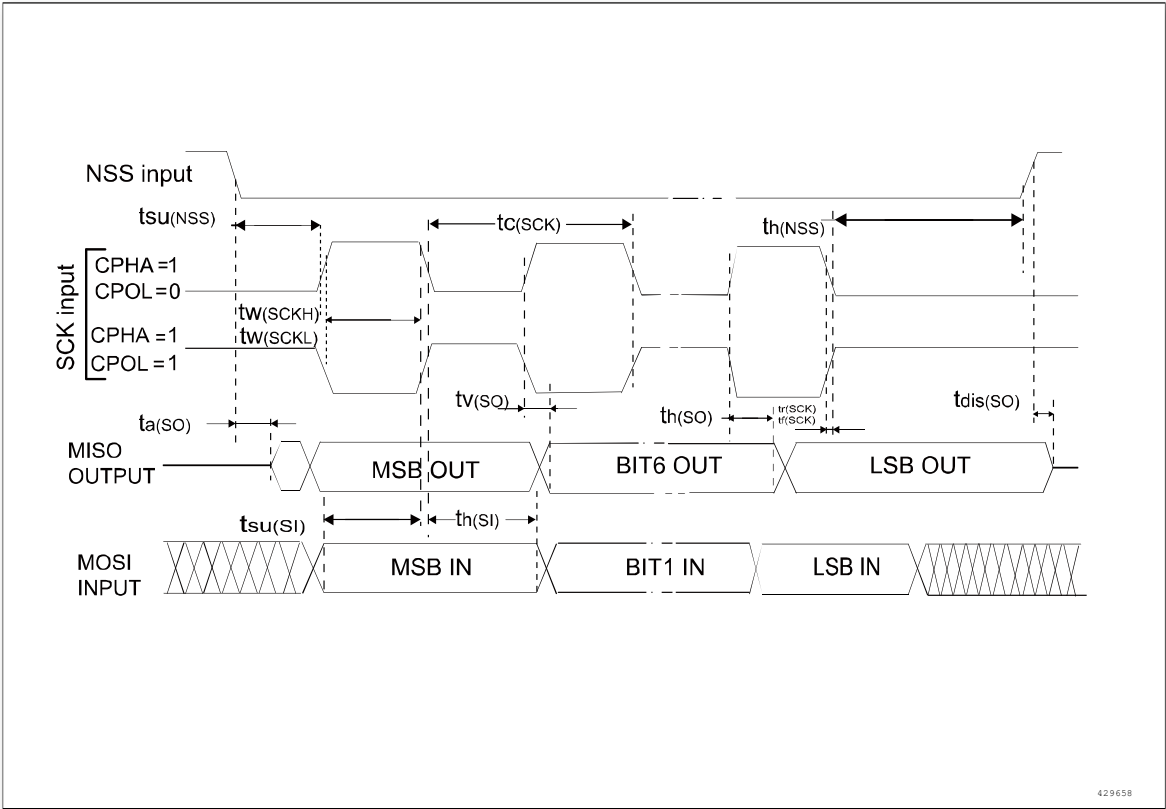 NSS input
tsu(NSS)
tc(SCK)
th(NSS)
SCK input
CPHA=1
CPOL=0
tw(SCKH)
tw(SCKL)
CPHA=1
CPOL=1
tv(SO)
th(SO)
tr(SCK)
tf(SCK)
tdis(SO)
ta(SO)
MISO
OUTPUT
MSB OUT
BIT6 OUT
LSB OUT
tsu(SI)
th(SI)
MOSI
INPUT
MSB IN
BIT1 IN
LSB IN
429658